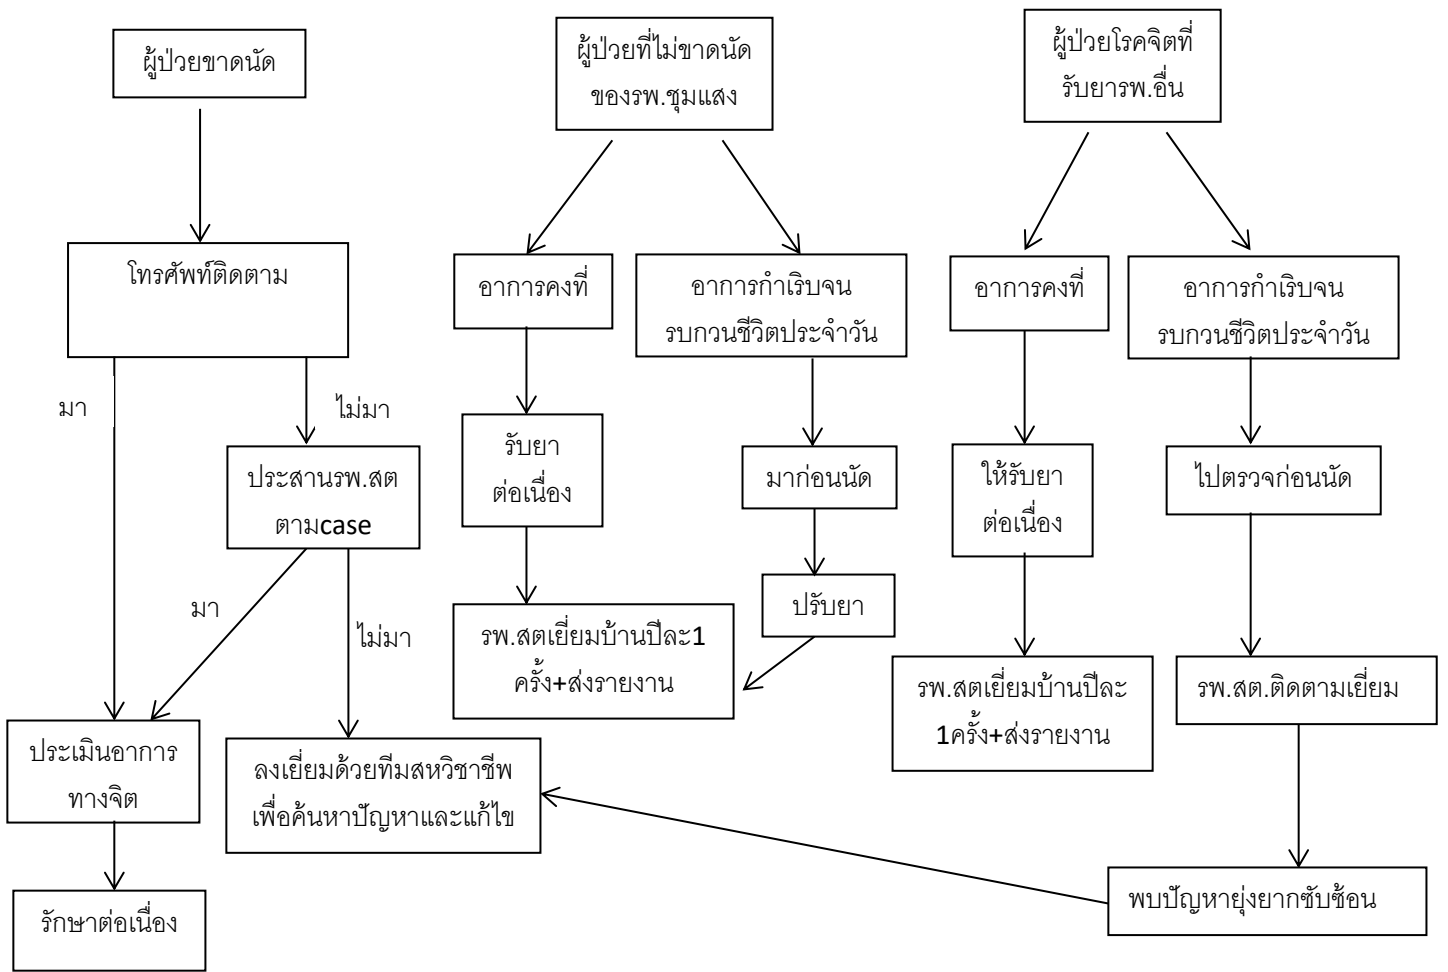 ผู้ป่วยขาดนัด
โทรศัพท์ติดตาม
มา
ไม่มา
ประสานรพ.สต
ตามcase
มา
ไม่มา
ประเมินอาการ
ทางจิต
รักษาต่อเนื่อง
ลงเยี่ยมด้วยทีมสหวิชาชีพ
เพื่อค้นหาปัญหาและแก้ไข
ผู้ป่วยที่ไม่ขาดนัด
ของรพ.ชุมแสง
อาการคงที่
รับยา
ต่อเนื่อง
รพ.สตเยี่ยมบ้านปีละ1
ครั้ง+ส่งรายงาน
อาการกำเริบจน
รบกวนชีวิตประจำวัน
มาก่อนนัด
ปรับยา
ผู้ป่วยโรคจิตที่
รับยารพ.อื่น
อาการคงที่
ให้รับยา
ต่อเนื่อง
รพ.สตเยี่ยมบ้านปีละ
1ครั้ง+ส่งรายงาน
อาการกำเริบจน
รบกวนชีวิตประจำวัน
ไปตรวจก่อนนัด
รพ.สต.ติดตามเยี่ยม
พบปัญหายุ่งยากซับซ้อน